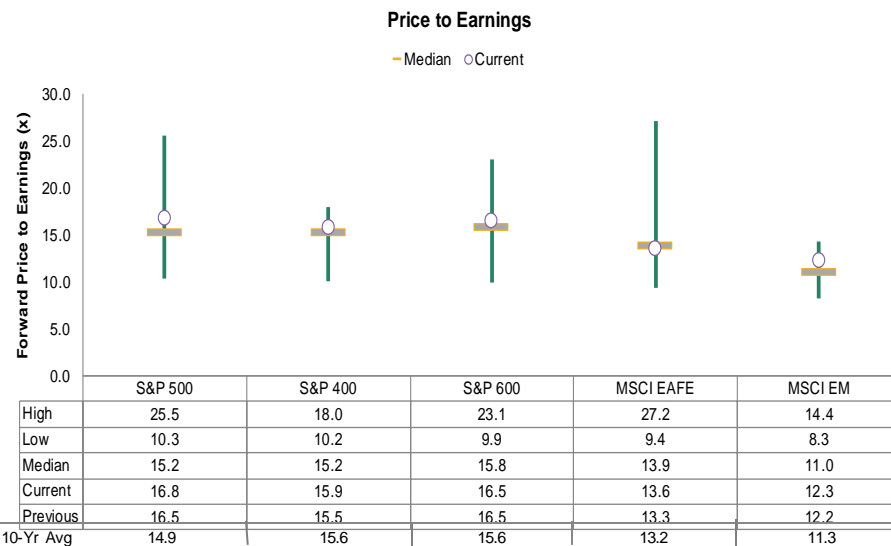 Price to Earnings
Median Current
Forward Price to Earnings (x)
30.0
25.0
20.0
15.0
10.0
5.0
0.0
S&P 500 S&P 400 S&P 600 MSCI EAFE MSCI EM
High 25.5 18.0 23.1 27.2 14.4
Low 10.3 10.2 9.9 9.4 8.3
Median 15.2 15.2 15.8 13.9 11.0
Current 16.8 15.9 16.5 13.6 12.3
Previous 16.5 15.5 16.5 13.3 12.2
10-Yr Avg 14.9 15.6 15.6 13.2 11.3